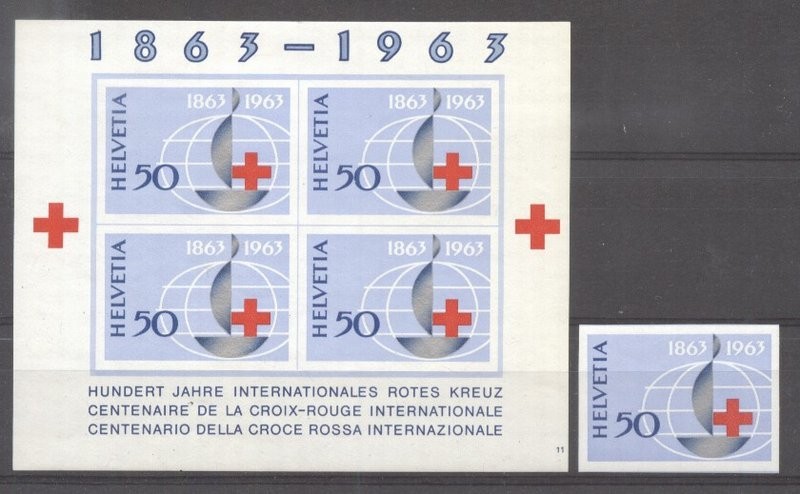 1863–1963
1863 1963
HELVETIA
50
1863 1963
HELVETIA
50
1863 1963
HELVETIA
50
1863 1963
HELVETIA
50
HUNDERT JAHRE INTERNATIONALES ROTES KREUZ
CENTENAIRE DE LA CROIX-ROUGE INTERNATIONALE
CENTENARIO DELLA CROCE ROSSA INTERNAZIONALE
11
1863 1963
HELVETIA
50